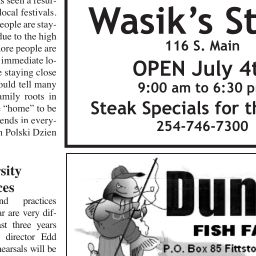 seen a resur-
local festivals.
eople are stay-
due to the high
ore people are
immediate lo-
e staying close
ould tell many
amily roots in
"home" to be
ends in every-
n Polski Dzien
rsity
ces
and practices
ar are very dif-
ast three years
director Edd
earsals will be
Wasik's St
116 S. Main
OPEN July 4t
9:00 am to 6:30 p
Steak Specials for th
254-746-7300
Dun
FISH FA
P.O. Box 85 Fittsto